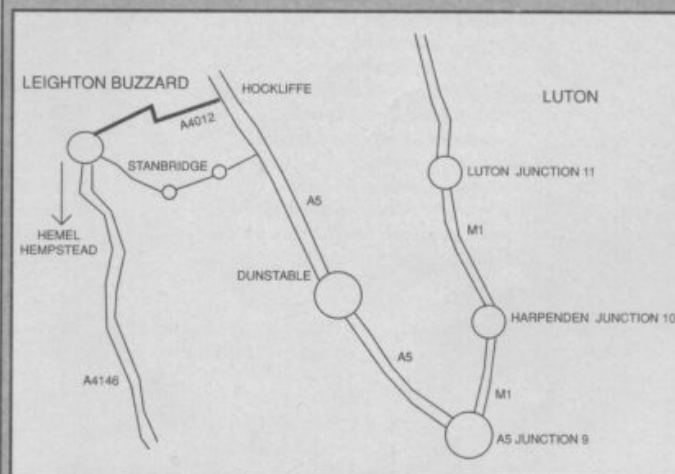 LEIGHTON BUZZARD
HOCKLIFFE
LUTON
A4012
STANBRIDGE
LUTON JUNCTION 11
A5
M1
HEMEL
HEMPSTEAD
DUNSTABLE
HARPENDEN JUNCTION 10
A5
A4146
M1
A5 JUNCTION 9